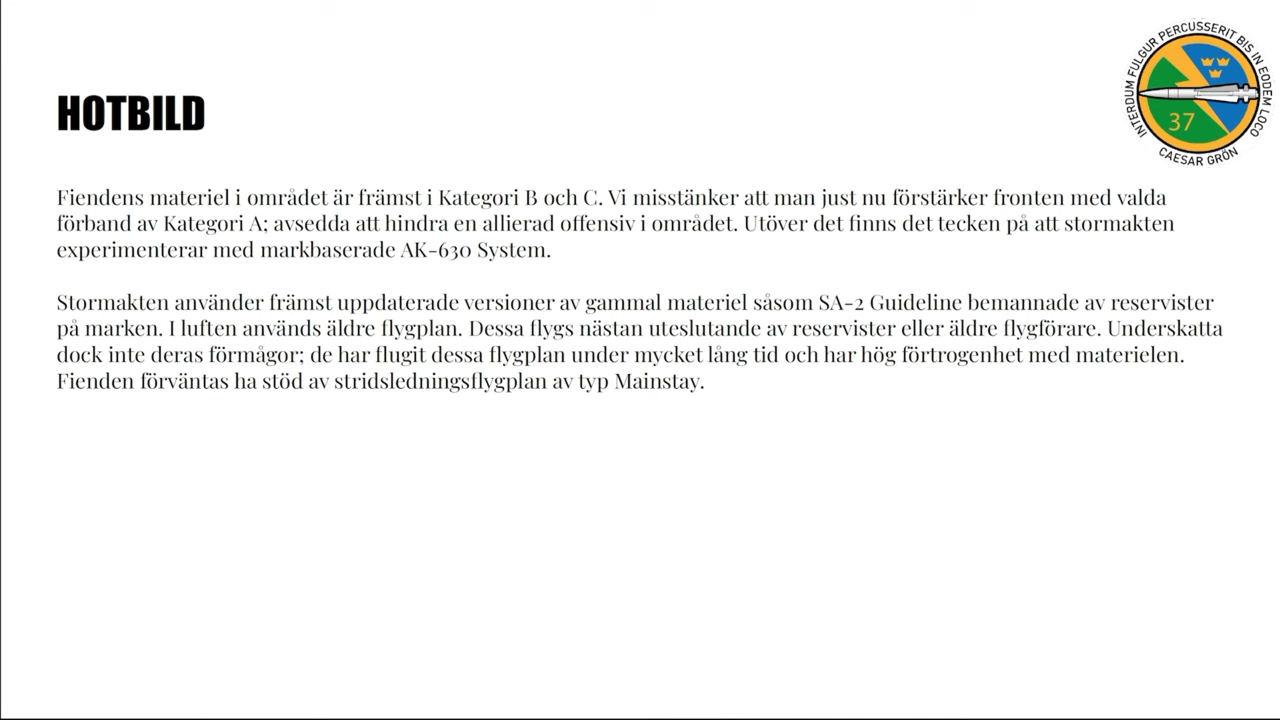 INTERDUM FULGUR PERCUSSERIT BIS IN EODEM LOCO
37
CAESAR GRÖN
HOTBILD
Fiendens materiel i området är främst i Kategori B och C. Vi misstänker att man just nu förstärker fronten med valda
förband av Kategori A; avsedda att hindra en allierad offensiv i området. Utöver det finns det tecken på att stormakten
experimenterar med markbaserade AK-630 System.
Stormakten använder främst uppdaterade versioner av gammal materiel såsom SA-2 Guideline bemannade av reservister
på marken. I luften används äldre flygplan. Dessa flygs nästan uteslutande av reservister eller äldre flygförare. Underskatta
dock inte deras förmågor; de har flugit dessa flygplan under mycket lång tid och har hög förtrogenhet med materielen.
Fienden förväntas ha stöd av stridsledningsflygplan av typ Mainstay.